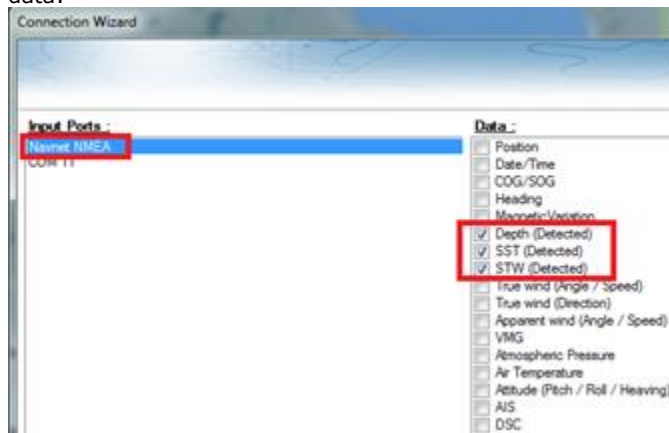 Connection Wizard
Input Ports :
Navnet NMEA
COM 11
Data :
Position
Date/Time
COG/SOG
Heading
Magnetic Variation
Depth (Detected)
SST (Detected)
STW (Detected)
True wind (Angle / Speed)
True wind (Direction)
Apparent wind (Angle / Speed)
VMG
Atmospheric Pressure
Air Temperature
Attitude (Pitch / Roll / Heaving)
AIS
DSC